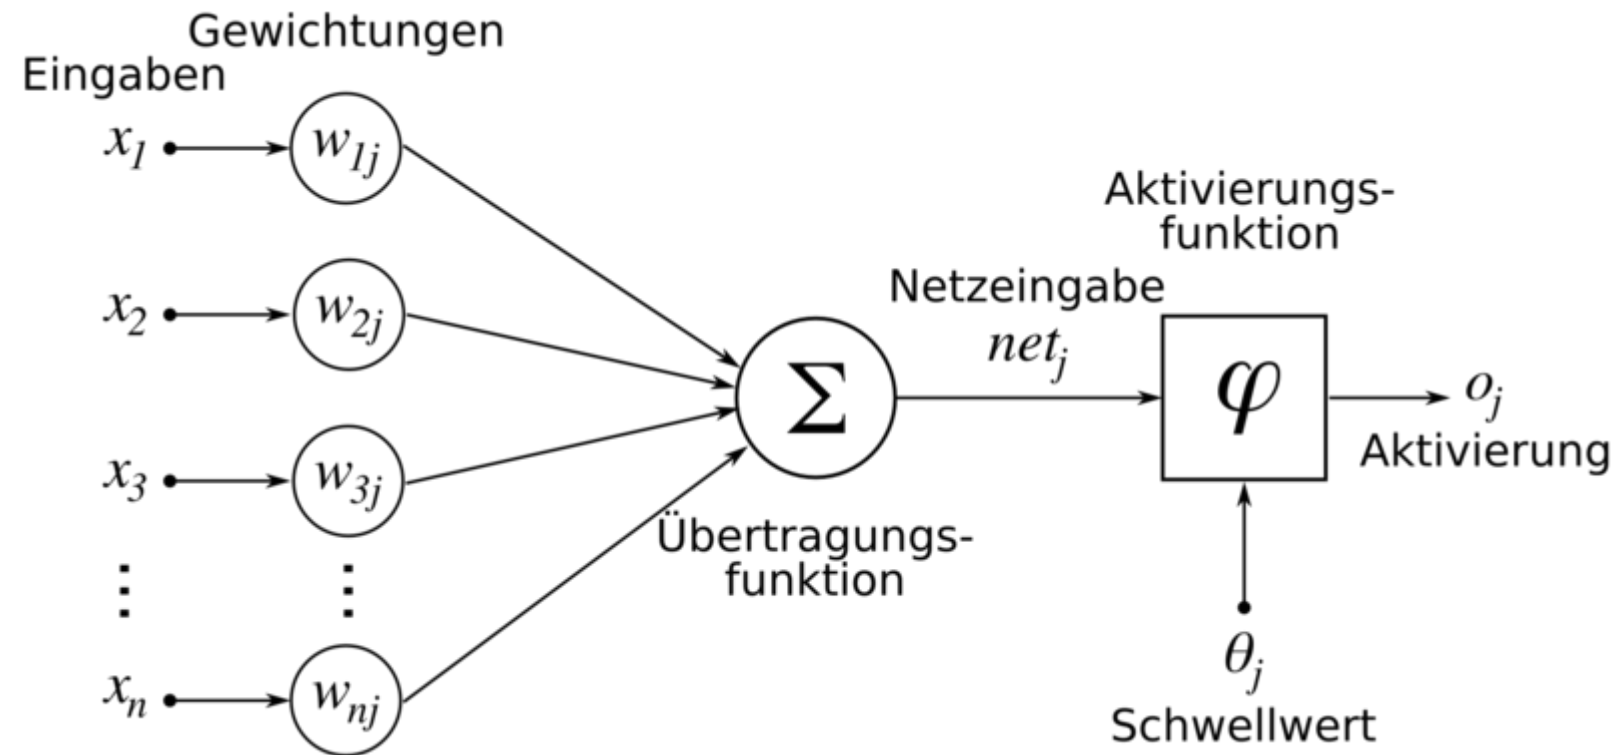 Gewichtungen
Eingaben
x1
w1j
x2
w2j
x3
w3j
⋮
⋮
xn
wnj
Σ
Übertragungs-
funktion
Netzeingabe
netj
Aktivierungs-
funktion
φ
oj
Aktivierung
θj
Schwellwert